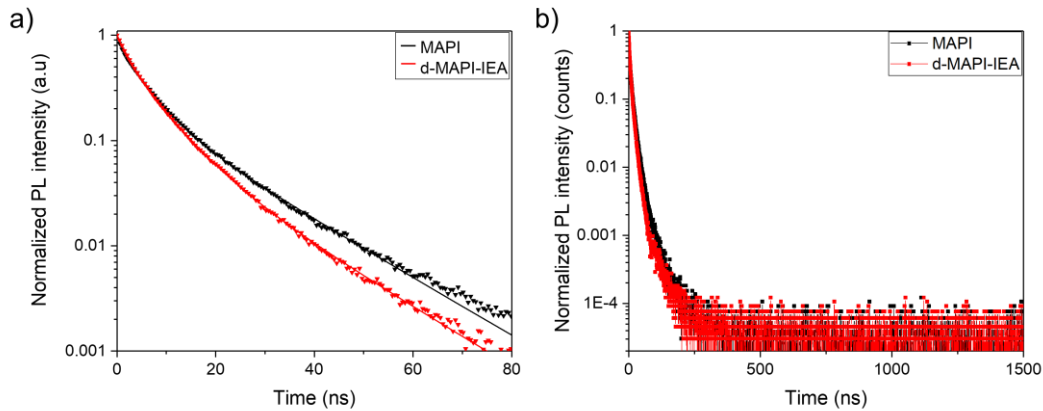 a)
Normalized PL intensity (a.u)
1
0.1
0.01
0.001
0
20
40
60
80
Time (ns)
MAPI
d-MAPI-IEA
b)
Normalized PL intensity (counts)
1
0.1
0.01
0.001
1E-4
0
500
1000
1500
Time (ns)
MAPI
d-MAPI-IEA